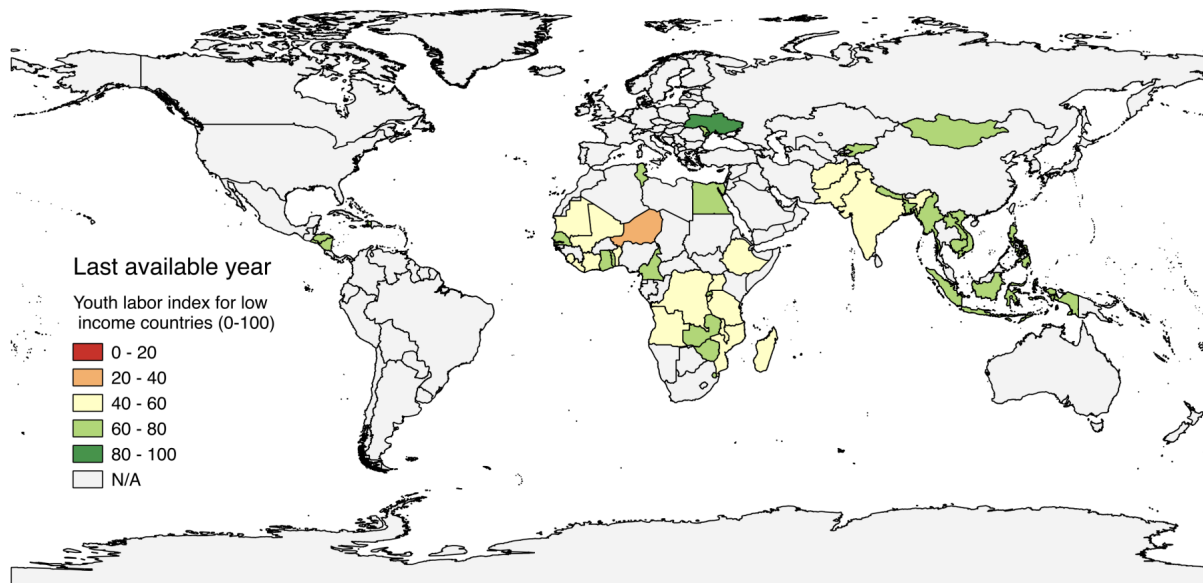 Last available year
Youth labor index for low
income countries (0-100)
0 - 20
20 - 40
40 - 60
60 - 80
80 - 100
N/A